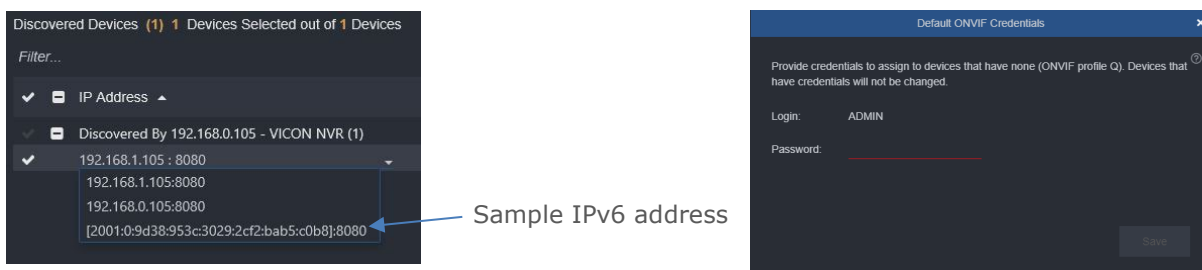 Discovered Devices (1) 1 Devices Selected out of 1 Devices
Filter...
IP Address
Discovered By 192.168.0.105 - VICON NVR (1)
192.168.1.105 : 8080
192.168.1.105:8080
192.168.0.105:8080
[2001:0:9d38:953c:3029:2cf2:bab5:c0b8]:8080
Sample IPv6 address
Default ONVIF Credentials
Provide credentials to assign to devices that have none (ONVIF profile Q). Devices that
have credentials will not be changed.
Login: ADMIN
Password:
Save